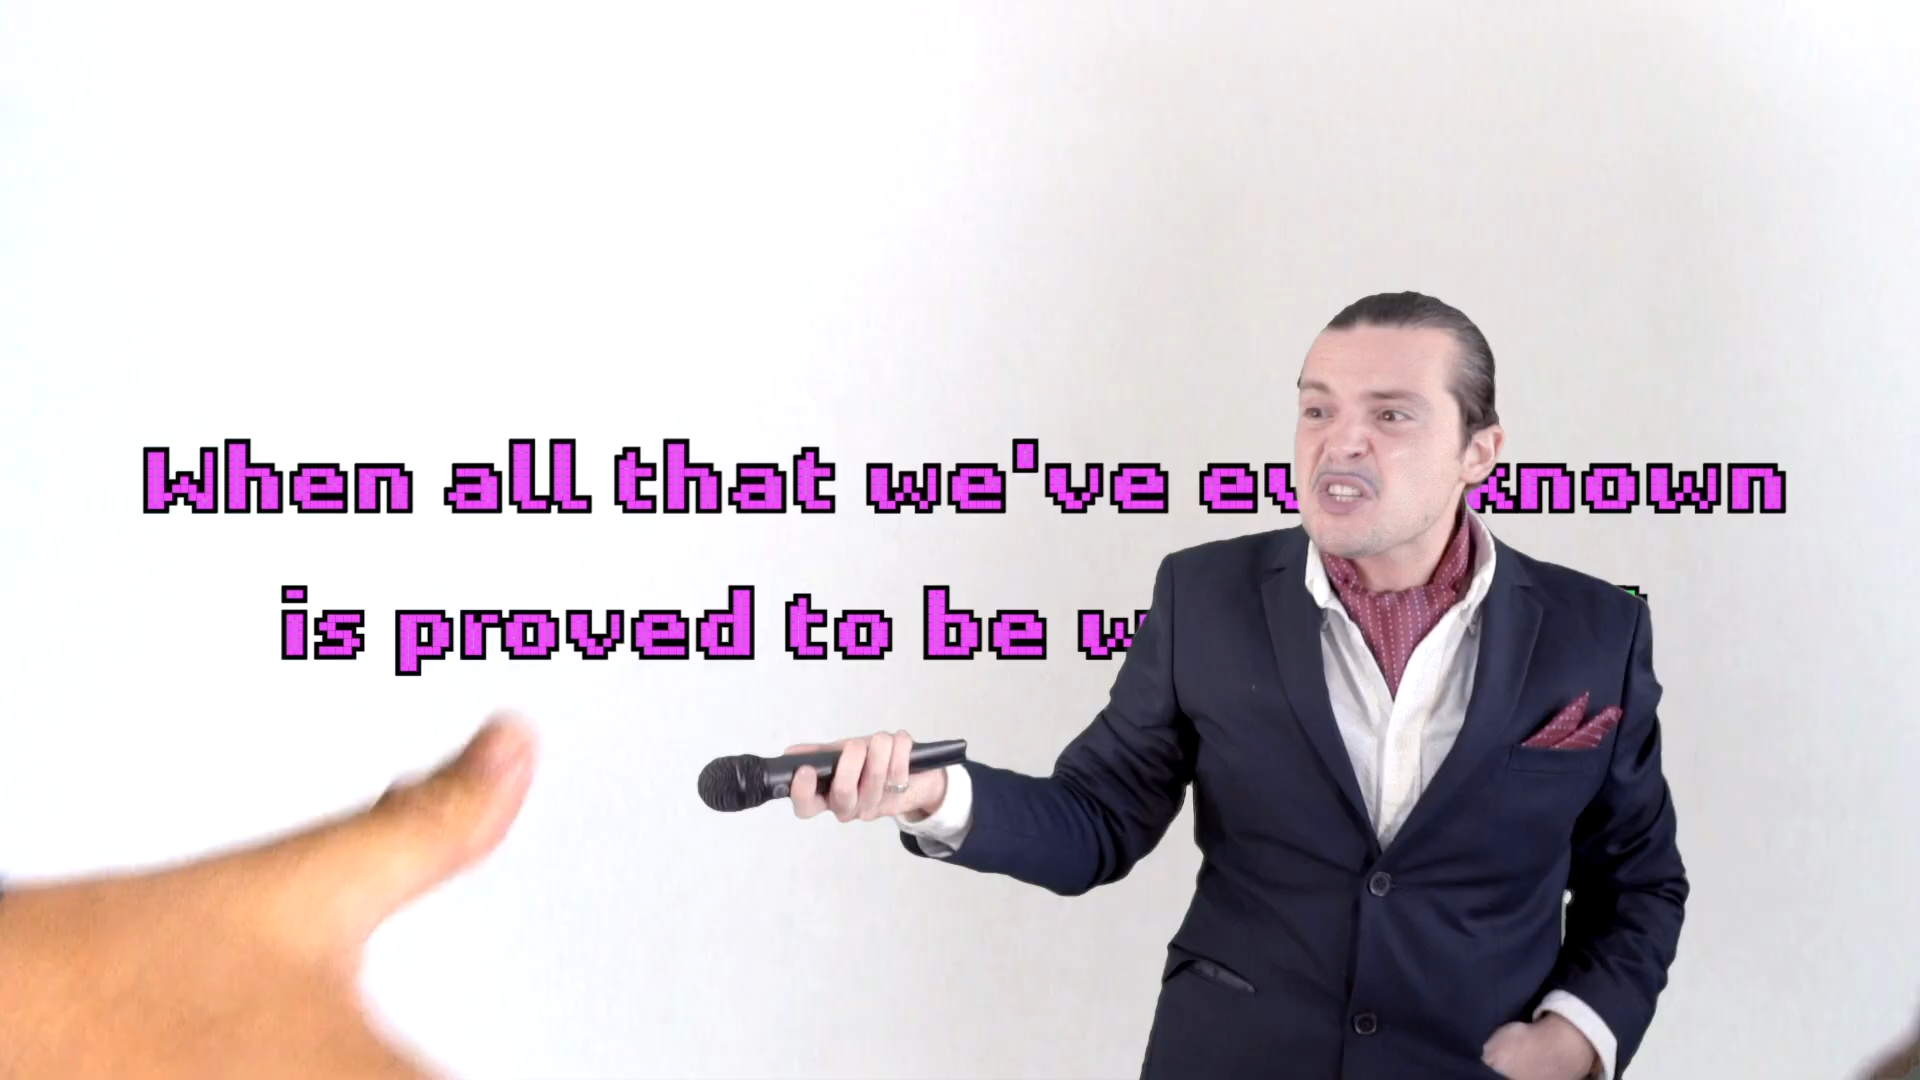 When all that we've known
is proved to be